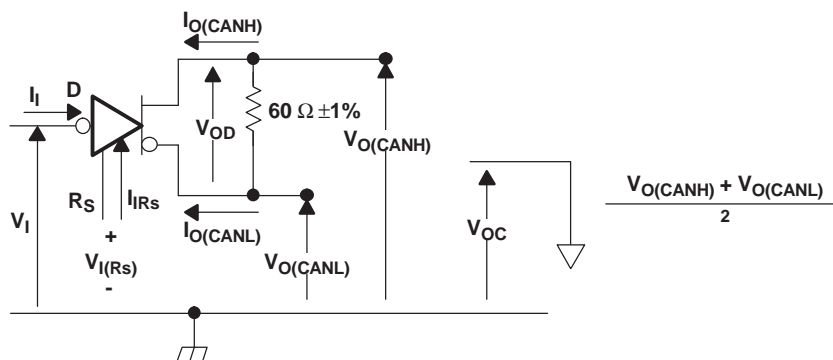 I_O(CANH)
I_I
D
60 Ω ±1%
V_OD
V_O(CANH)
V_O(CANH) + V_O(CANL)
2
R_S
I_IRs
I_O(CANL)
V_OC
V_I
+
V_I(Rs)
-
V_O(CANL)